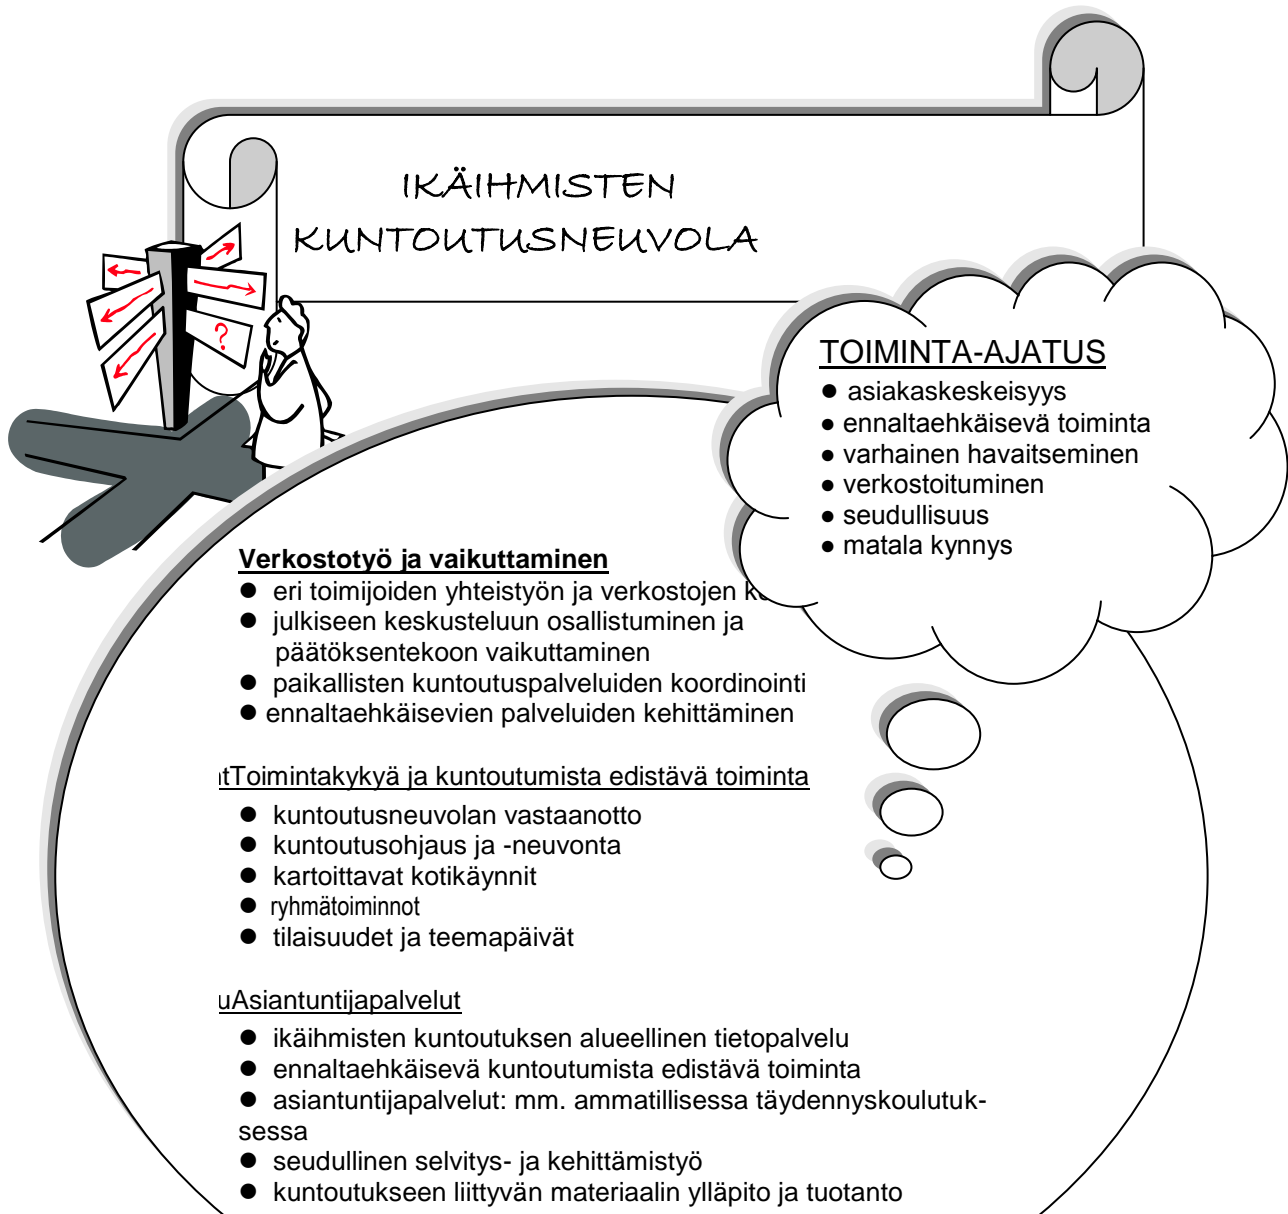 IKÄIHMISTEN
KUNTOUTUSNEUVOLA
?
TOIMINTA-AJATUS
● asiakaskeskeisyys
● ennaltaehkäisevä toiminta
● varhainen havaitseminen
● verkostoituminen
● seudullisuus
● matala kynnys
Verkostotyö ja vaikuttaminen
● eri toimijoiden yhteistyön ja verkostojen
● julkiseen keskusteluun osallistuminen ja
päätöksentekoon vaikuttaminen
● paikallisten kuntoutuspalveluiden koordinointi
● ennaltaehkäisevien palveluiden kehittäminen
Toimintakykyä ja kuntoutumista edistävä toiminta
● kuntoutusneuvolan vastaanotto
● kuntoutusohjaus ja -neuvonta
● kartoittavat kotikäynnit
● ryhmätoiminnot
● tilaisuudet ja teemapäivät
Asiantuntijapalvelut
● ikäihmisten kuntoutuksen alueellinen tietopalvelu
● ennaltaehkäisevä kuntoutumista edistävä toiminta
● asiantuntijapalvelut: mm. ammatillisessa täydennyskoulutuk-
sessa
● seudullinen selvitys- ja kehittämistyö
● kuntoutukseen liittyvän materiaalin ylläpito ja tuotanto